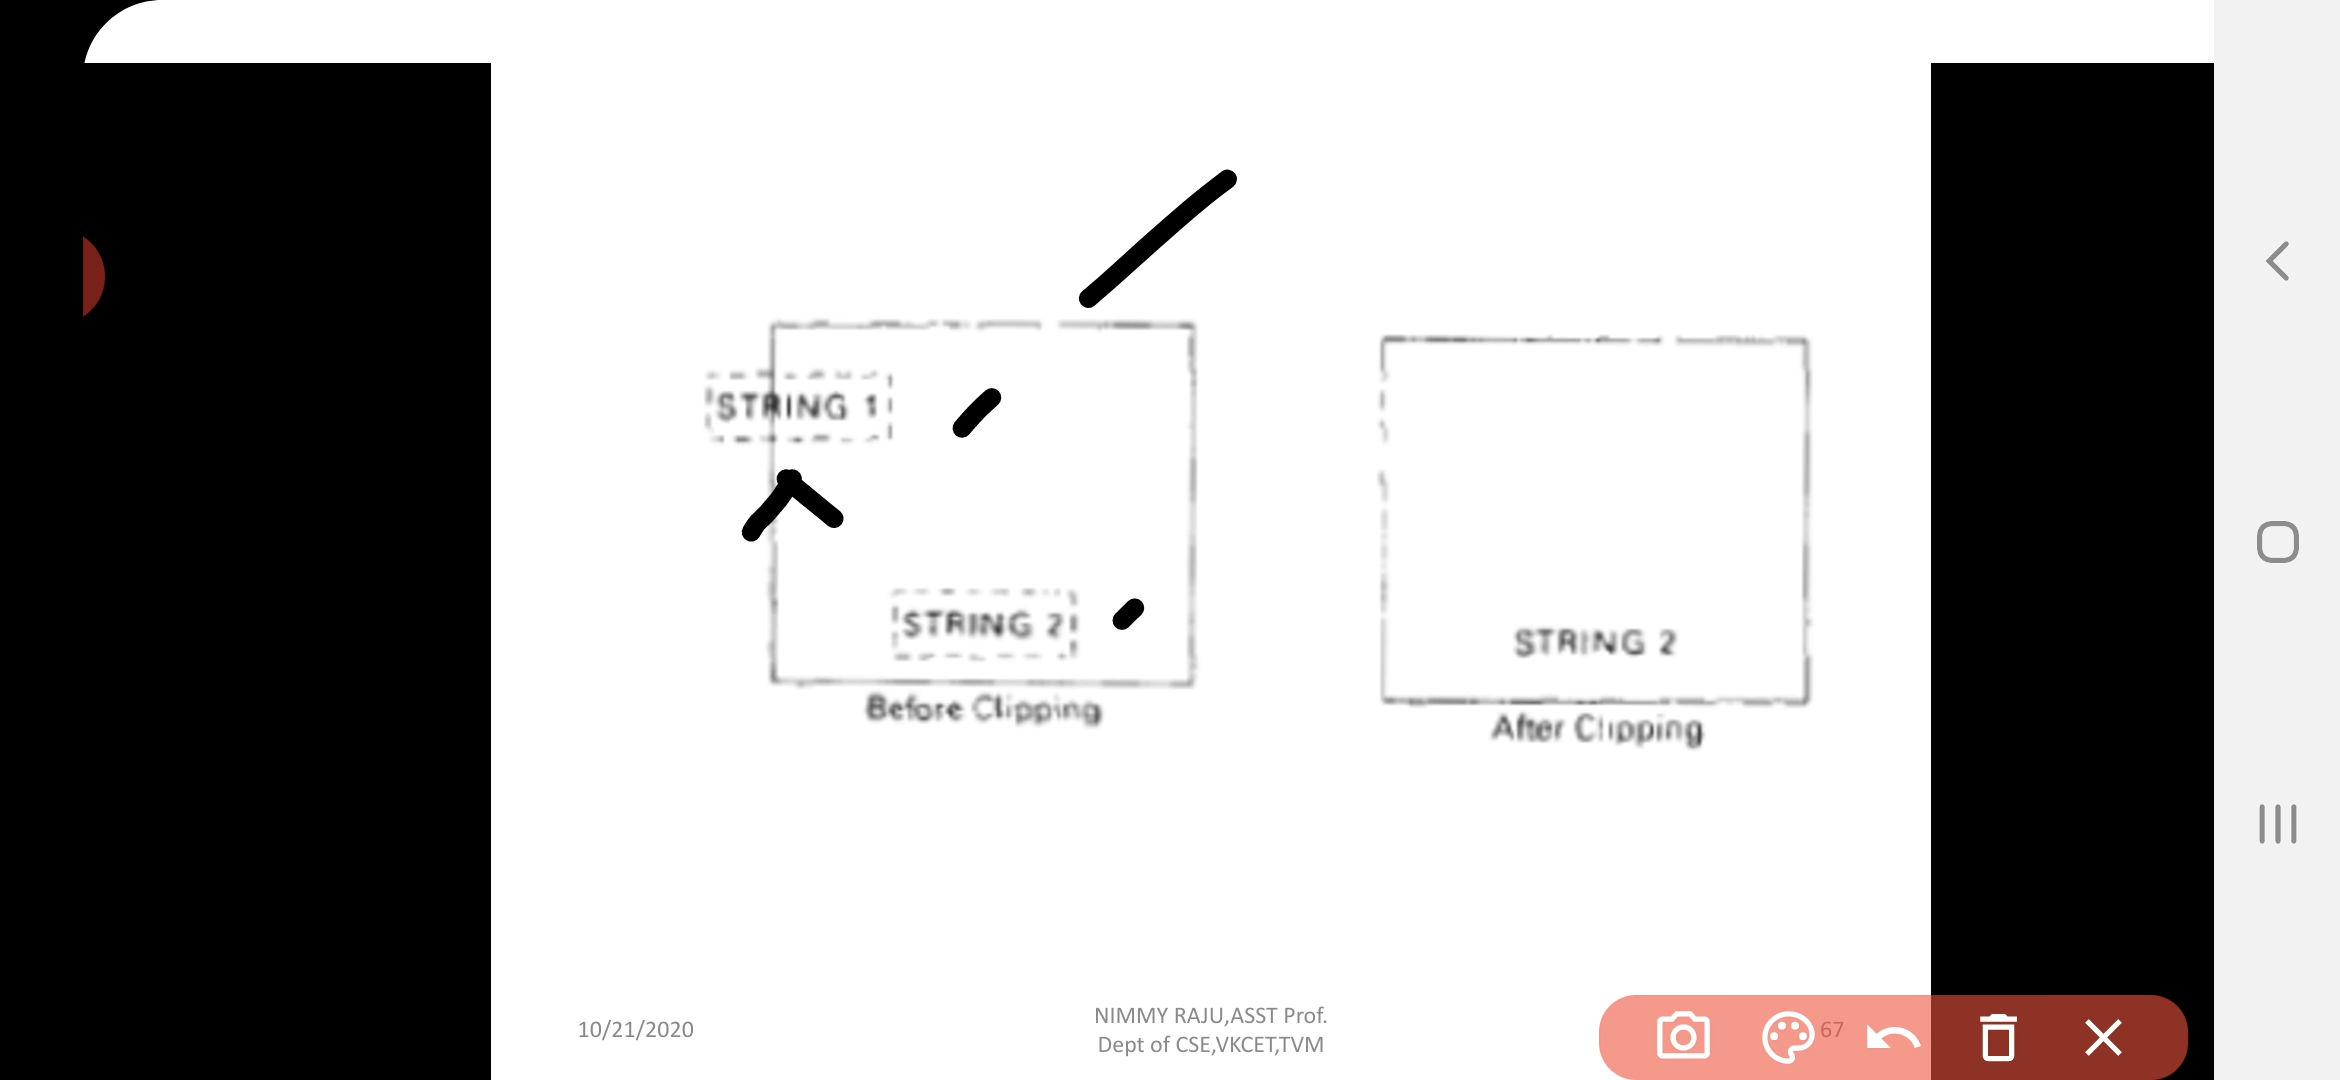 STRING 1
STRING 2
Before Clipping
STRING 2
After Clipping
10/21/2020
NIMMY RAJU,ASST Prof.
Dept of CSE,VKCET,TVM
67